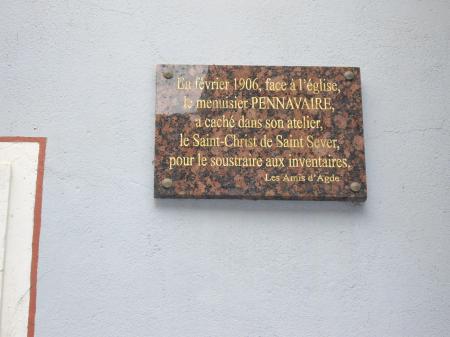 En février 1906, face à l'église,
le menuisier PENNAVAIRE,
a caché dans son atelier,
le Saint-Christ de Saint Sever,
pour le soustraire aux inventaires.
Les Amis d'Agde